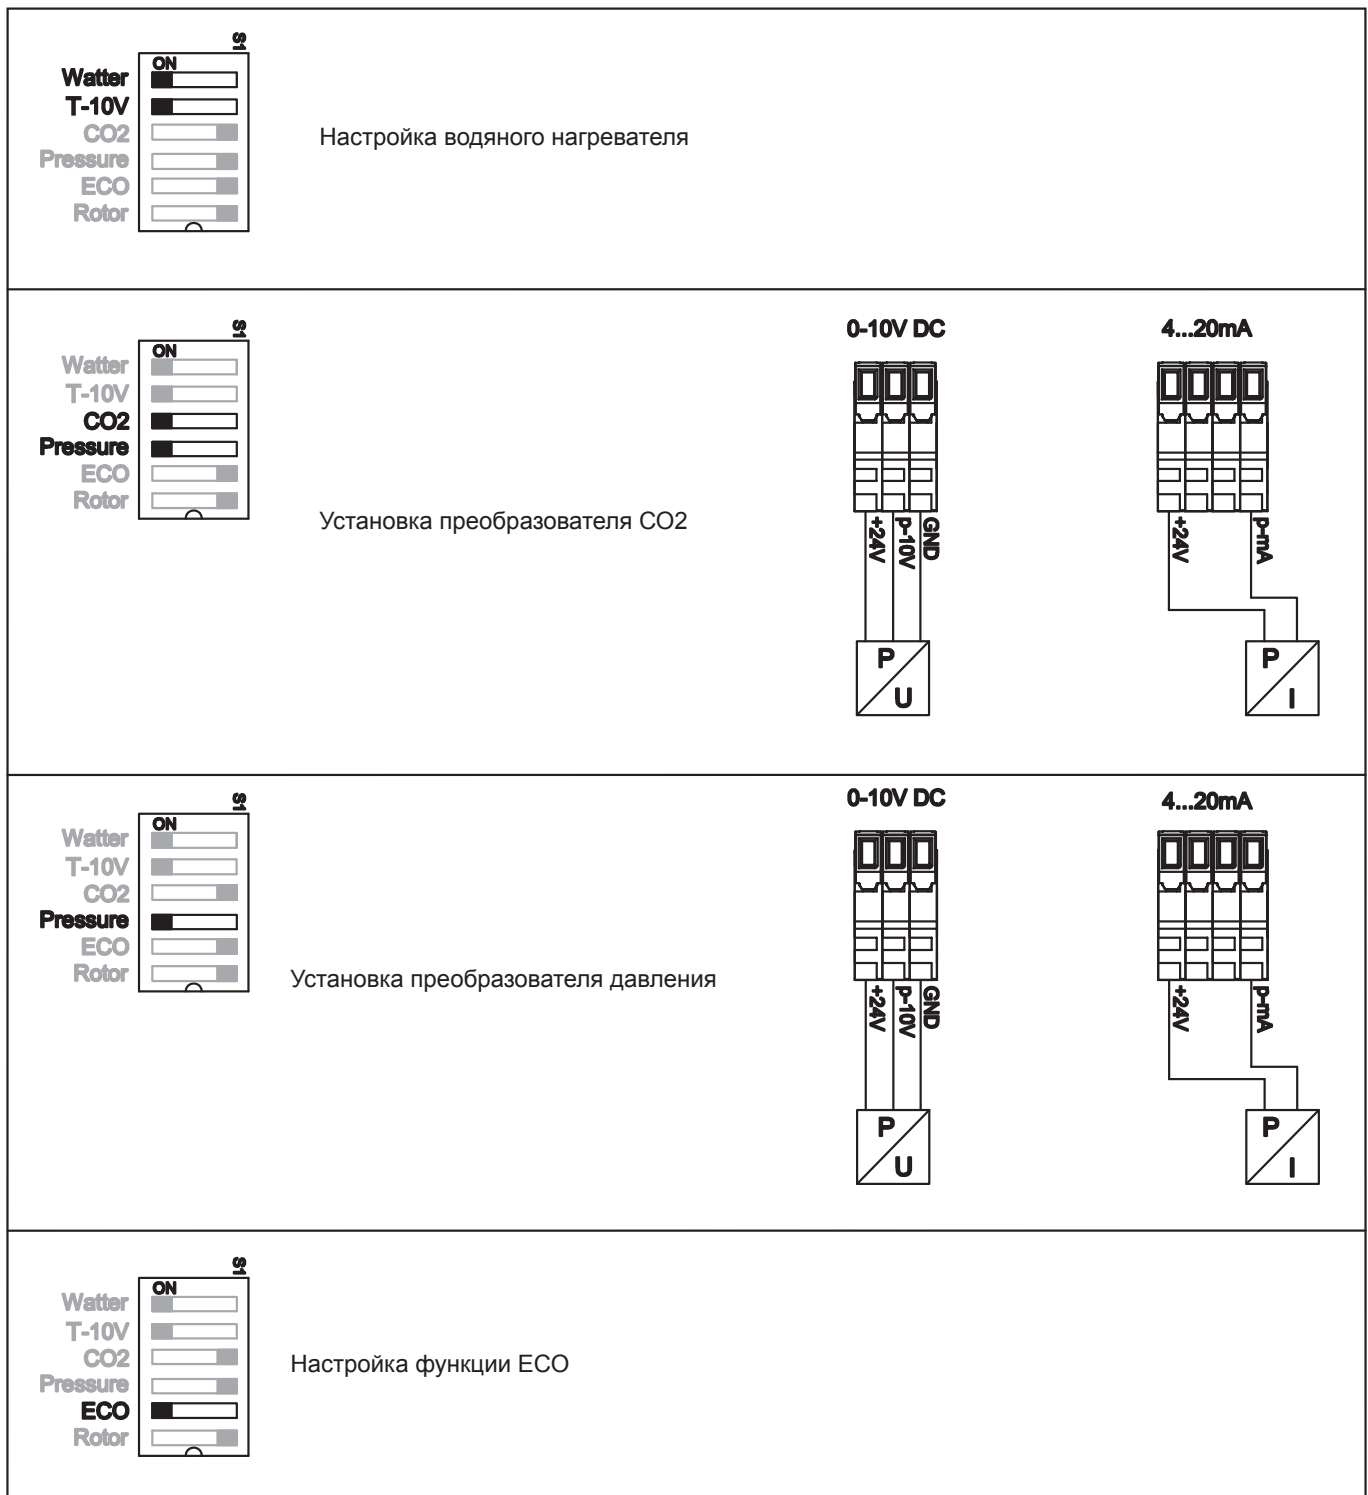 S1
ON
Watter
T-10V
CO2
Pressure
ECO
Rotor
Настройка водяного нагревателя
S1
ON
Watter
T-10V
CO2
Pressure
ECO
Rotor
Установка преобразователя CO2
0-10V DC
+24V
p-10V
GND
P
U
4...20mA
+24V
p-mA
P
I
S1
ON
Watter
T-10V
CO2
Pressure
ECO
Rotor
Установка преобразователя давления
0-10V DC
+24V
p-10V
GND
P
U
4...20mA
+24V
p-mA
P
I
S1
ON
Watter
T-10V
CO2
Pressure
ECO
Rotor
Настройка функции ECO